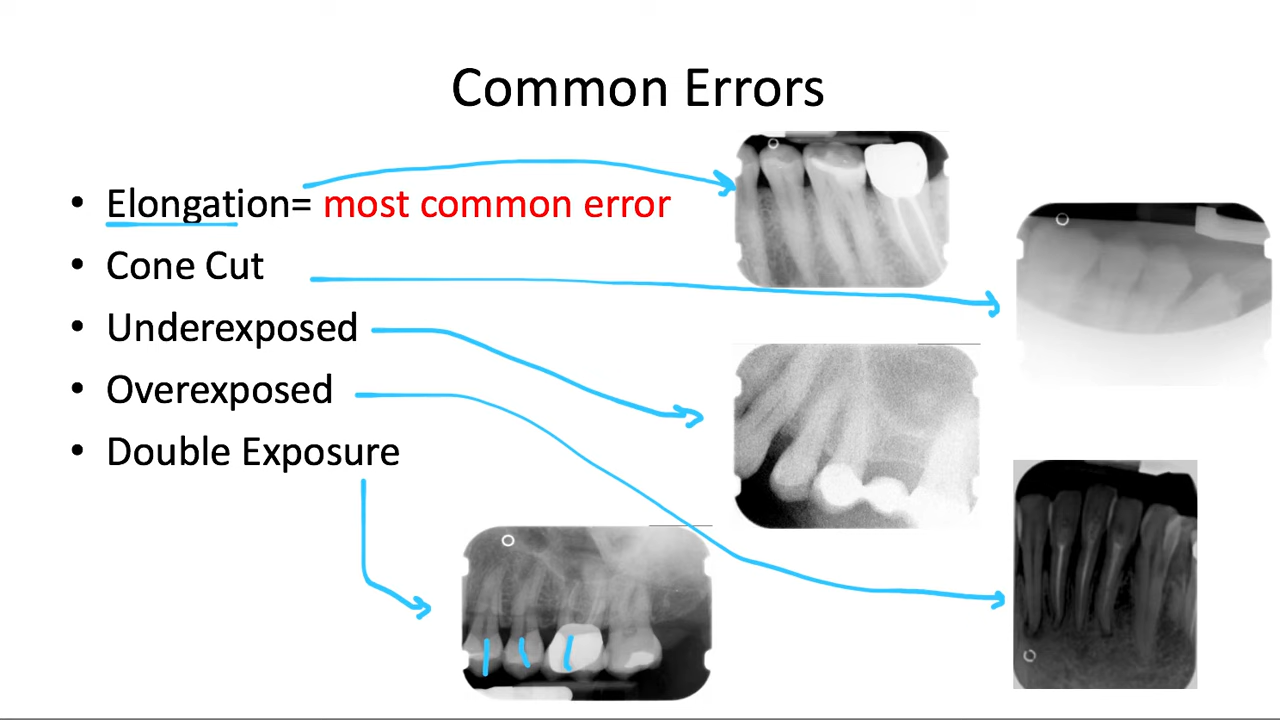 Common Errors
• Elongation= most common error
• Cone Cut
• Underexposed
• Overexposed
• Double Exposure